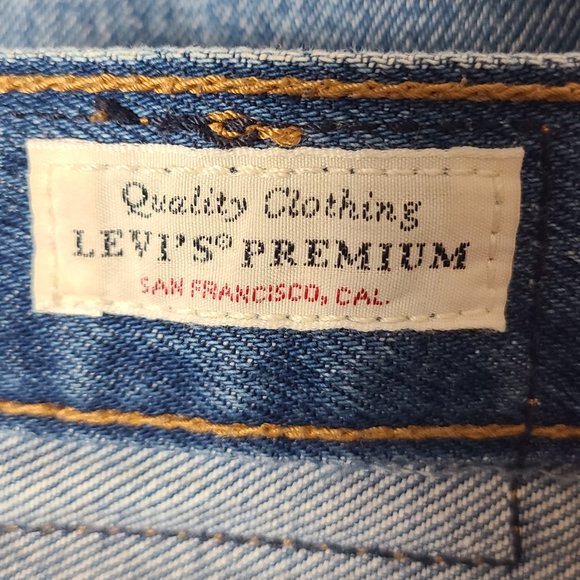 Quality Clothing
LEVI'S® PREMIUM
SAN FRANCISCO, CAL.